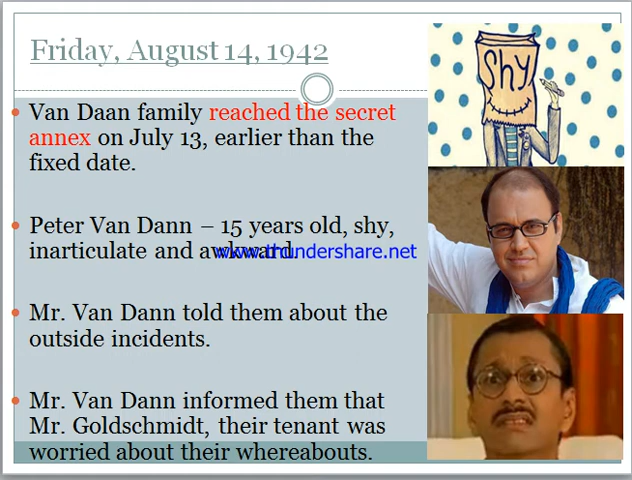 Friday, August 14, 1942
Van Daan family reached the secret
annex on July 13, earlier than the
fixed date.
Peter Van Dann – 15 years old, shy,
inarticulate and awkward.
www.thundershare.net
Mr. Van Dann told them about the
outside incidents.
Mr. Van Dann informed them that
Mr. Goldschmidt, their tenant was
worried about their whereabouts.
Shy